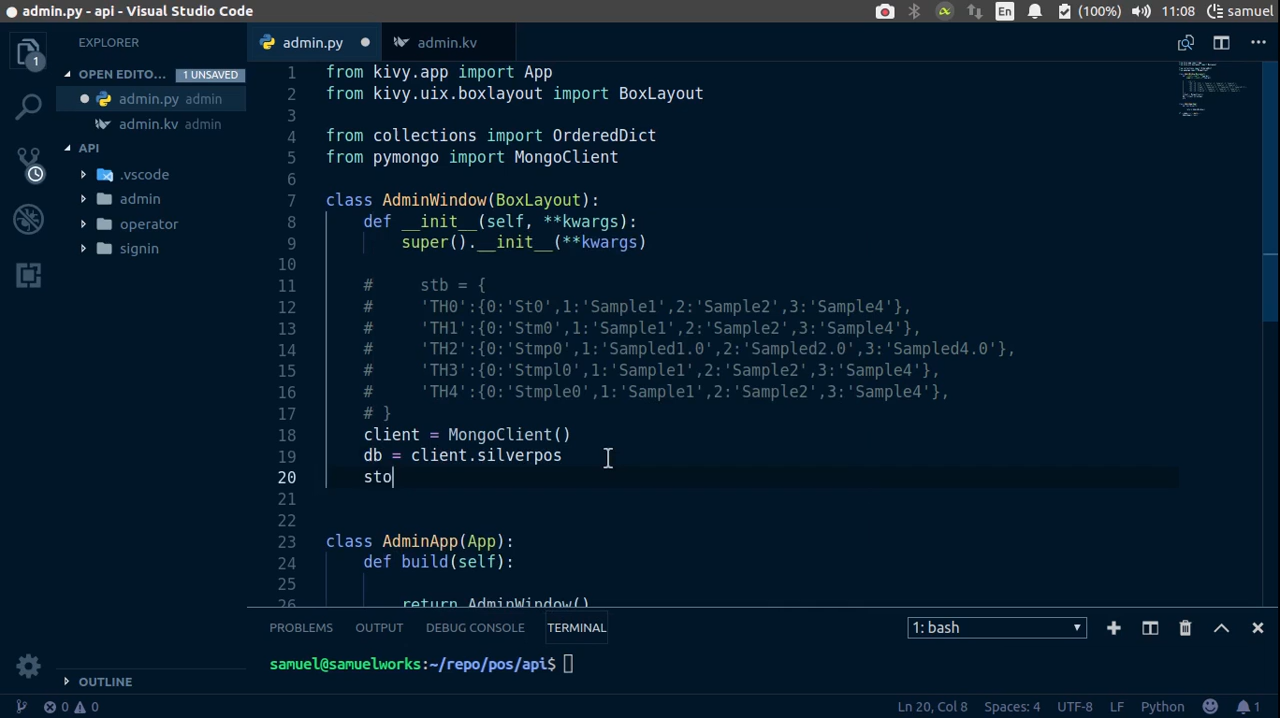 admin.py - api - Visual Studio Code
En
(100%)
11:08
samuel
EXPLORER
admin.py
admin.kv
OPEN EDITO...
1 UNSAVED
admin.py admin
admin.kv admin
API
.vscode
admin
operator
signin
OUTLINE
1 from kivy.app import App
2 from kivy.uix.boxlayout import BoxLayout
3
4 from collections import OrderedDict
5 from pymongo import MongoClient
6
7 class AdminWindow(BoxLayout):
8 def __init__(self, **kwargs):
9 super().__init__(**kwargs)
10
11 # stb = {
12 # 'TH0':{0:'St0',1:'Sample1',2:'Sample2',3:'Sample4'},
13 # 'TH1':{0:'Stm0',1:'Sample1',2:'Sample2',3:'Sample4'},
14 # 'TH2':{0:'Stmp0',1:'Sampled1.0',2:'Sampled2.0',3:'Sampled4.0'},
15 # 'TH3':{0:'Stmpl0',1:'Sample1',2:'Sample2',3:'Sample4'},
16 # 'TH4':{0:'Stmple0',1:'Sample1',2:'Sample2',3:'Sample4'},
17 # }
18 client = MongoClient()
19 db = client.silverpos
20 sto
21
22
23 class AdminApp(App):
24 def build(self):
25
26 return AdminWindow()
PROBLEMS OUTPUT DEBUG CONSOLE TERMINAL
1: bash
samuel@samuelworks:~/repo/pos/api$
0 0
Ln 20, Col 8 Spaces: 4 UTF-8 LF Python 1